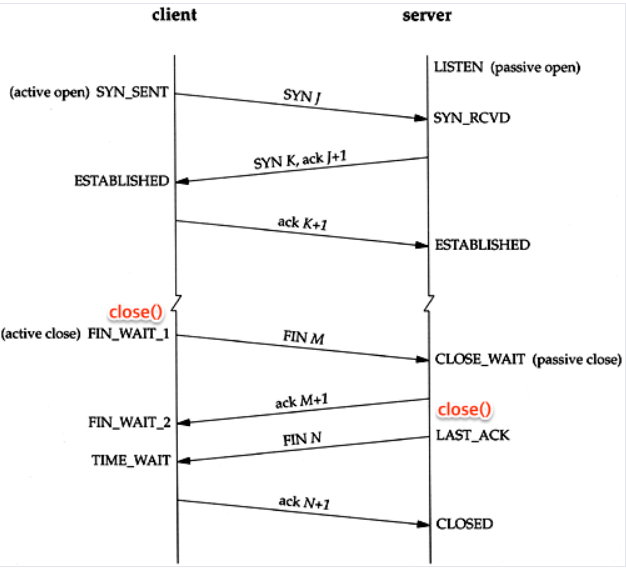 client server
LISTEN (passive open)
(active open) SYN_SENT SYN J
SYN_RCVD
SYN K, ack J+1
ESTABLISHED
ack K+1
ESTABLISHED
close()
(active close) FIN_WAIT_1 FIN M
CLOSE_WAIT (passive close)
ack M+1
close()
FIN_WAIT_2
FIN N LAST_ACK
TIME_WAIT
ack N+1
CLOSED